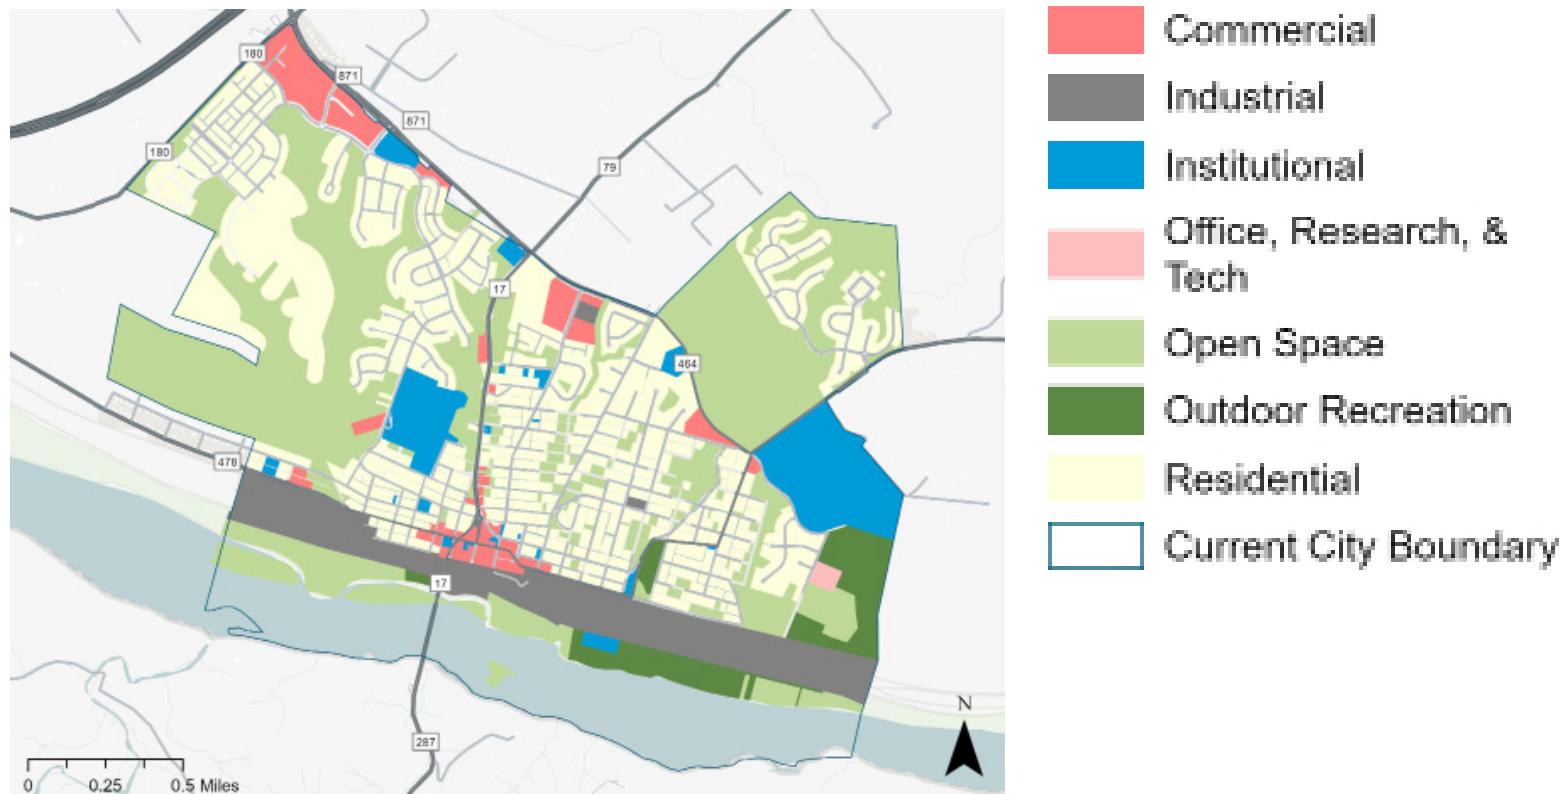 Commercial
Industrial
Institutional
Office, Research, &
Tech
Open Space
Outdoor Recreation
Residential
Current City Boundary
180
871
871
180
79
17
464
478
17
287
N
0 0.25 0.5 Miles